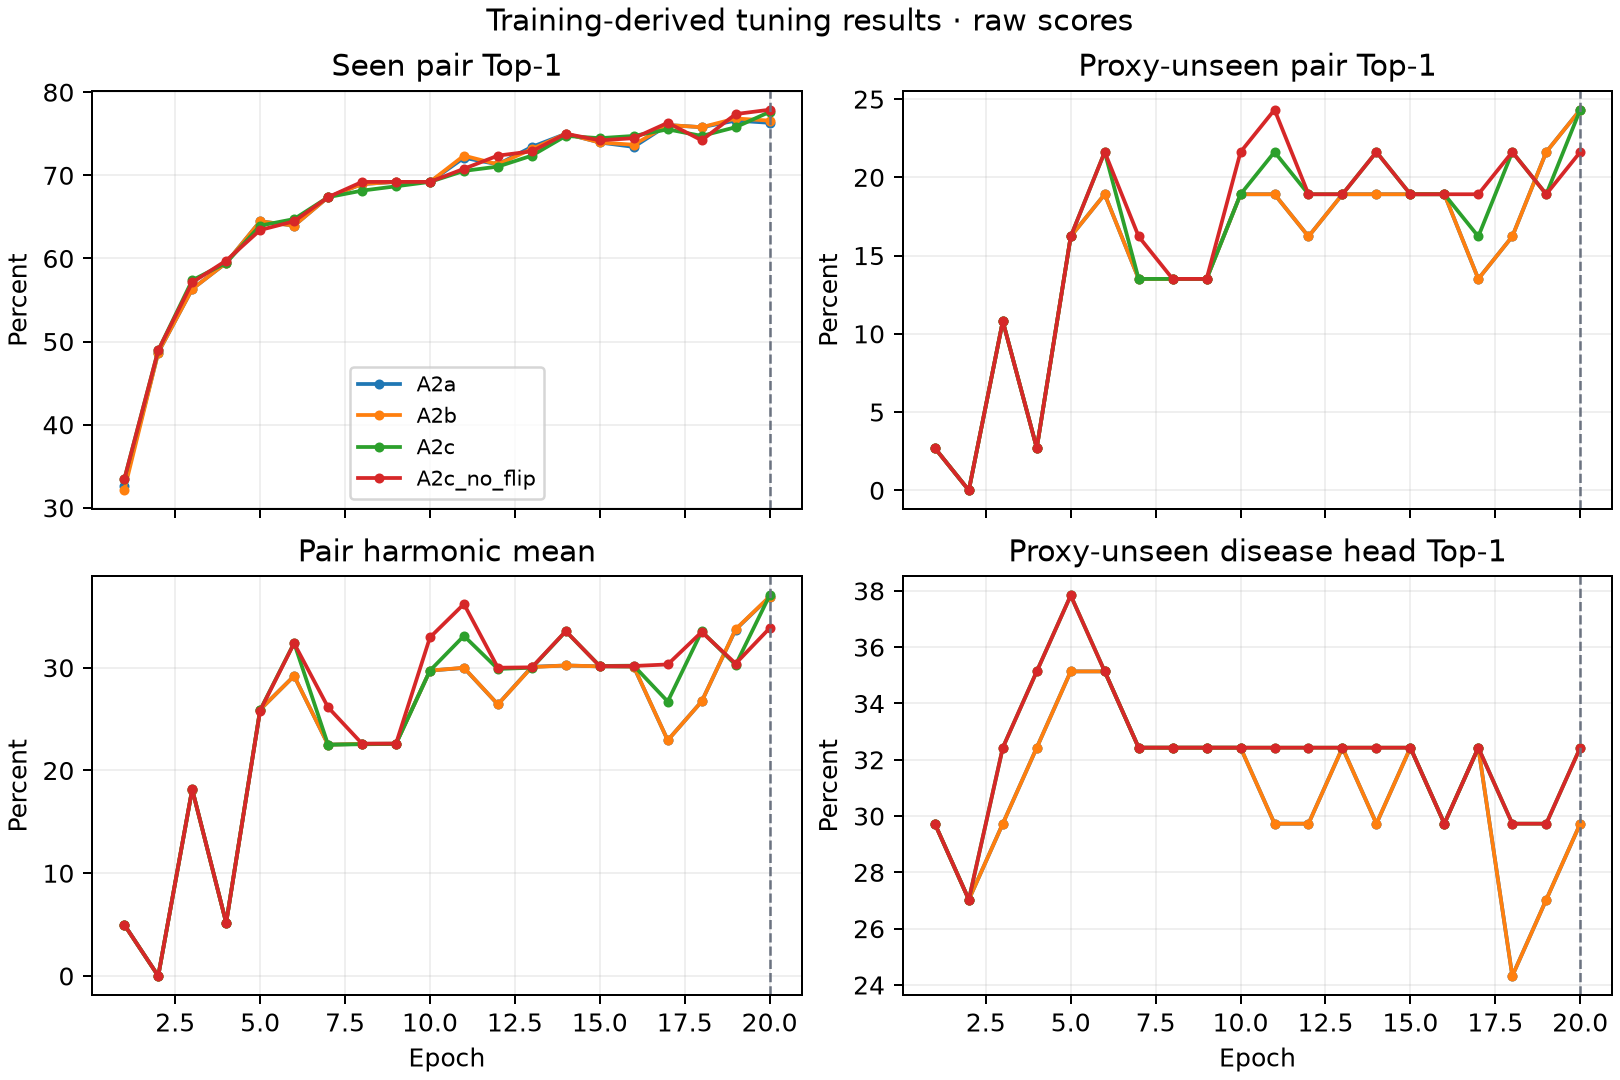 Training-derived tuning results · raw scores
Seen pair Top-1
Percent
80
70
60
50
40
30
A2a
A2b
A2c
A2c_no_flip
Proxy-unseen pair Top-1
Percent
25
20
15
10
5
0
Pair harmonic mean
Percent
30
20
10
0
2.5 5.0 7.5 10.0 12.5 15.0 17.5 20.0
Epoch
Proxy-unseen disease head Top-1
Percent
38
36
34
32
30
28
26
24
2.5 5.0 7.5 10.0 12.5 15.0 17.5 20.0
Epoch